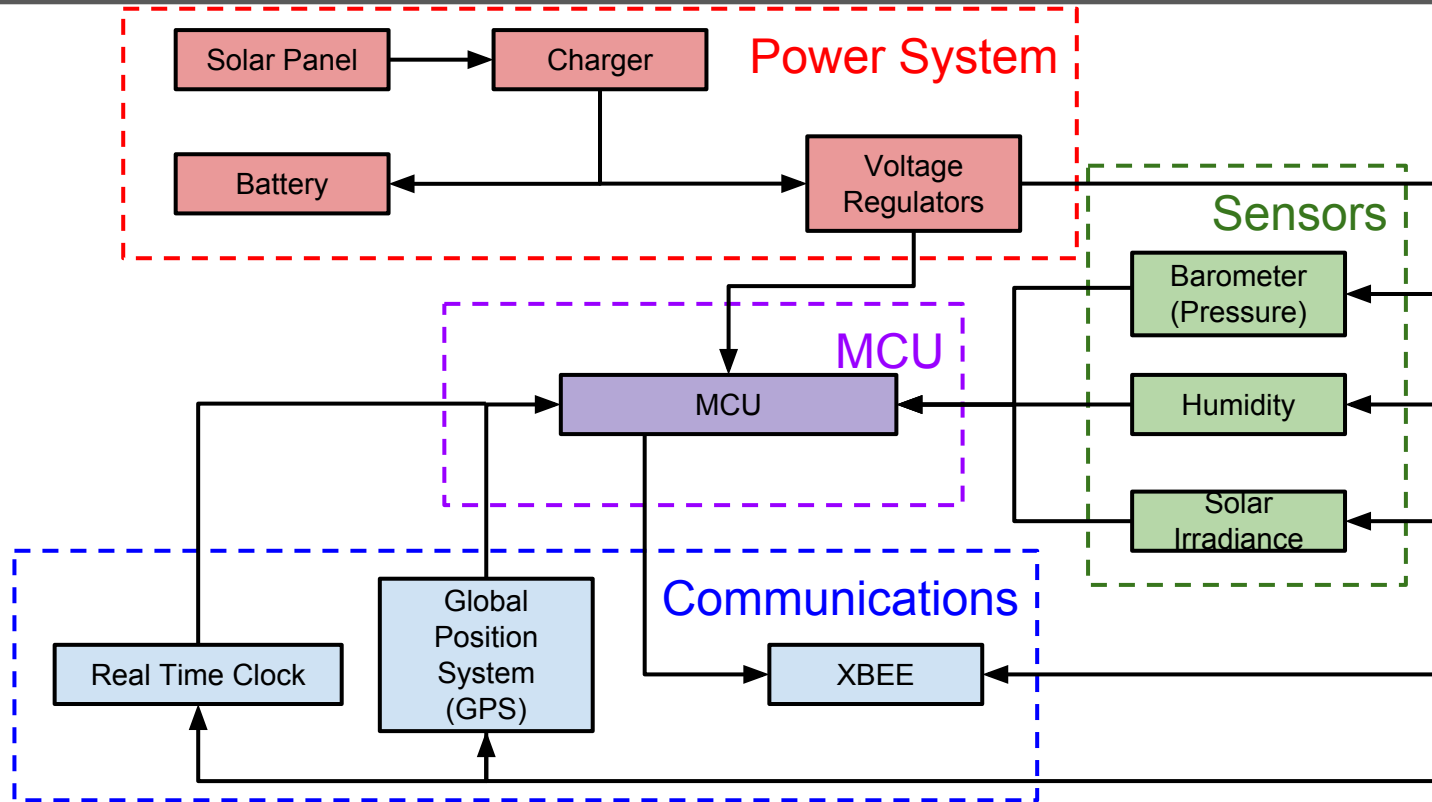 Power System
Solar Panel
Charger
Battery
Voltage
Regulators
Sensors
Barometer
(Pressure)
MCU
MCU
Humidity
Solar
Irradiance
Communications
Global
Position
System
(GPS)
Real Time Clock
XBEE